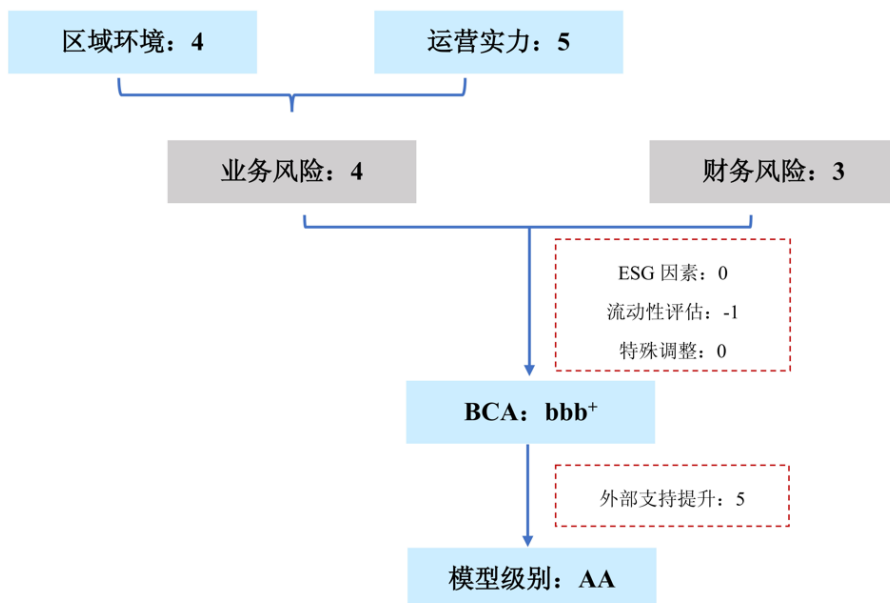 区域环境：4
运营实力：5
业务风险：4
财务风险：3
ESG 因素：0
流动性评估：-1
特殊调整：0
BCA：bbb⁺
外部支持提升：5
模型级别：AA